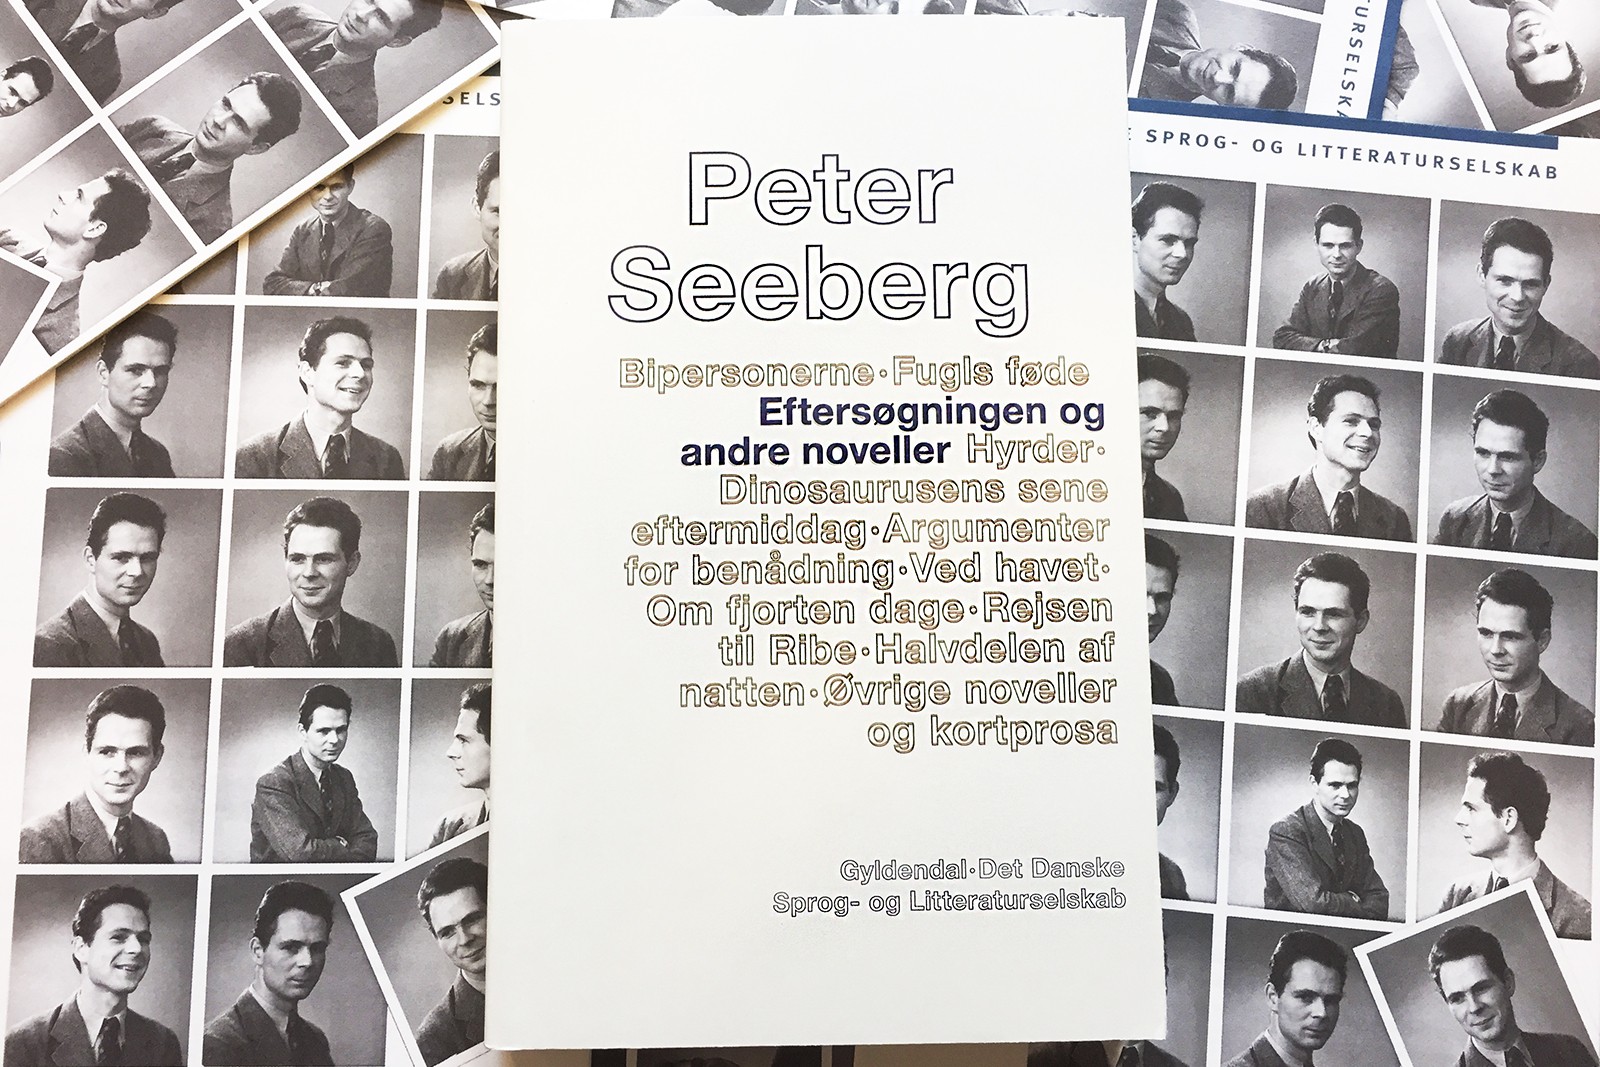 Peter
Seeberg
Bipersonerne·Fugls føde
Eftersøgningen og
andre noveller Hyrder·
Dinosaurusens sene
eftermiddag·Argumenter
for benådning·Ved havet·
Om fjorten dage·Rejsen
til Ribe·Halvdelen af
natten·Øvrige noveller
og kortprosa
Gyldendal·Det Danske
Sprog- og Litteraturselskab
SPROG- OG LITTERATURSELSKAB